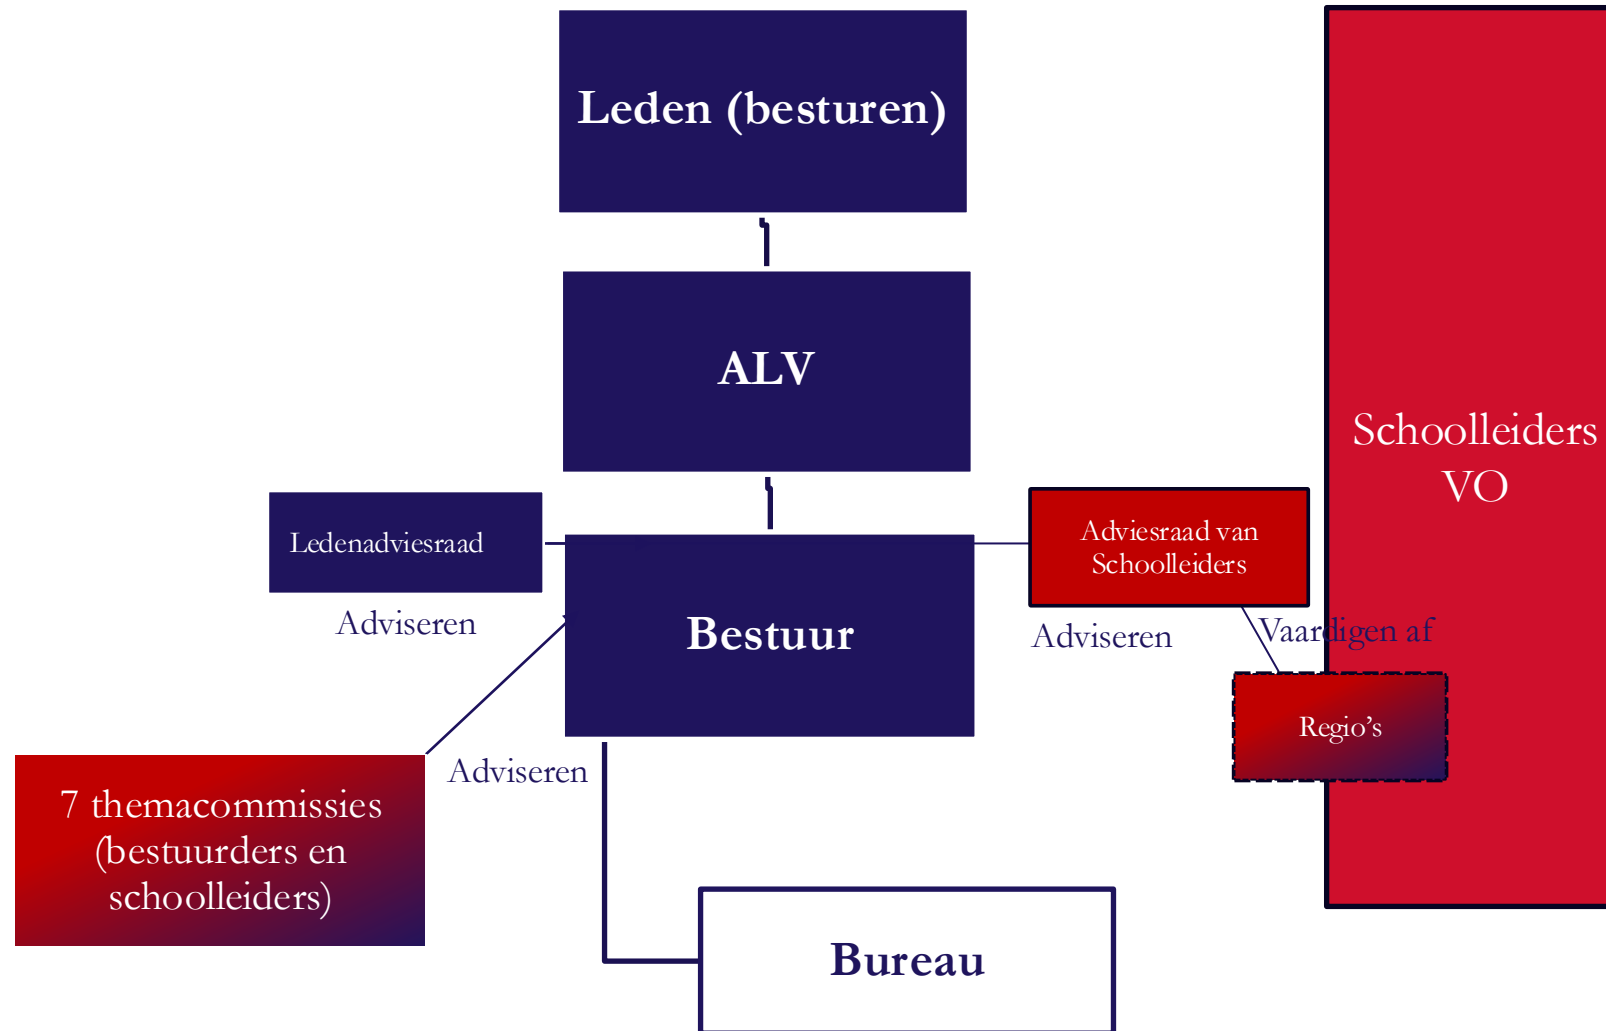 Leden (besturen)
ALV
Schoolleiders
VO
Ledenadviesraad
Adviesraad van
Schoolleiders
Adviseren
Bestuur
Adviseren
Vaardigen af
Regio’s
Adviseren
7 themacommissies
(bestuurders en
schoolleiders)
Bureau